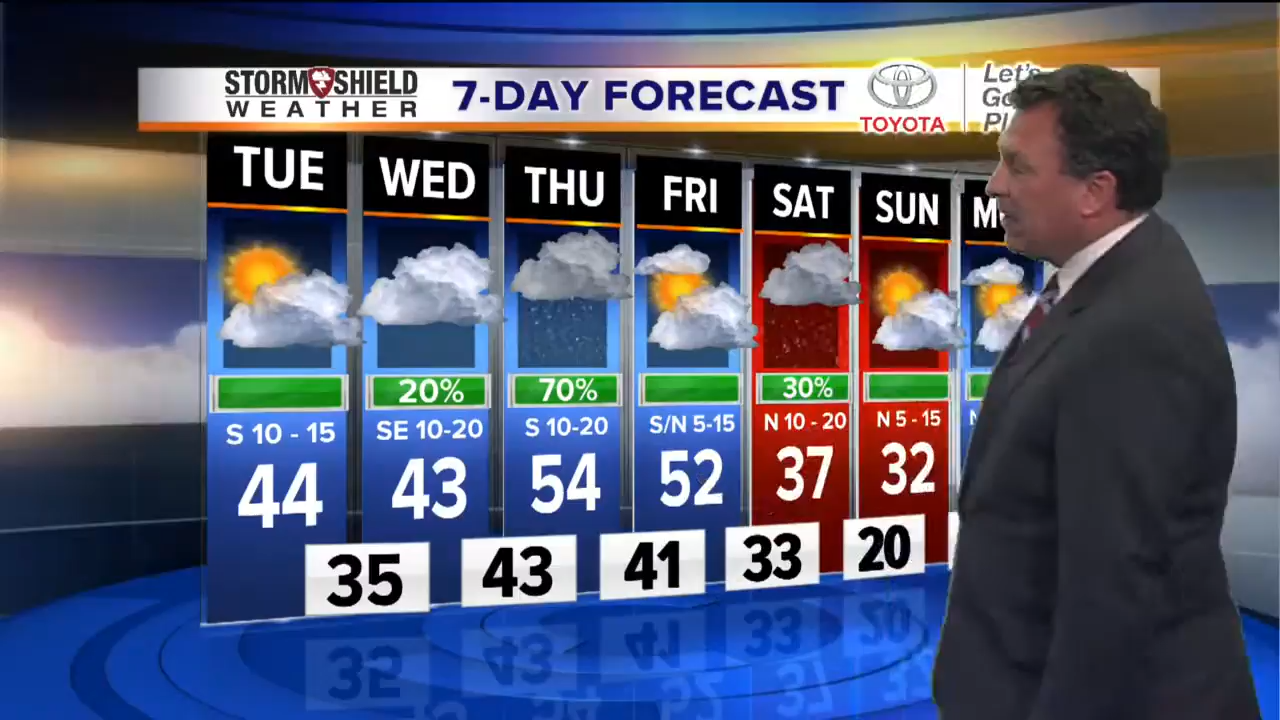 STORM SHIELD
WEATHER
7-DAY FORECAST
TOYOTA
Let's
TUE
WED
THU
FRI
SAT
SUN
20%
70%
30%
S 10 - 15
SE 10-20
S 10-20
S/N 5-15
N 10 - 20
N 5 - 15
44
43
54
52
37
32
35
43
41
33
20